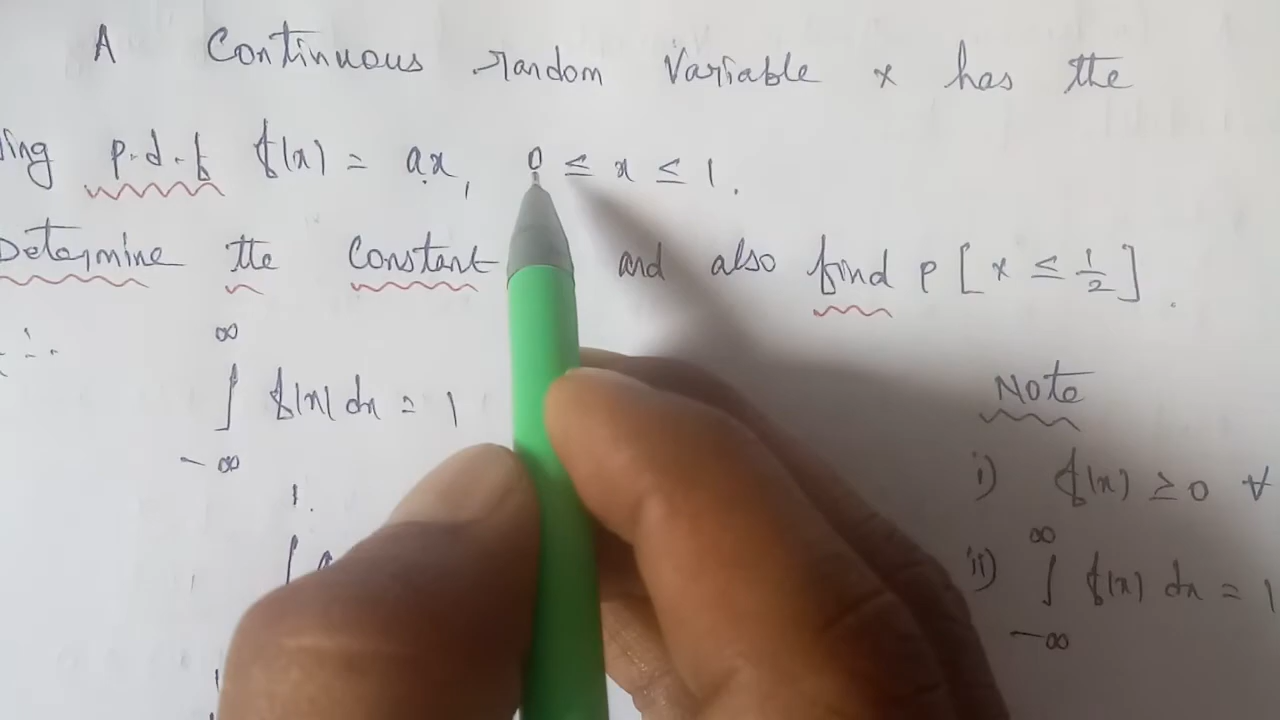 A Continuous random Variable x has the
p.d.f f(x) = ax, 0 ≤ x ≤ 1.
Determine the Constant and also find p [x ≤ 1/2].
∴
∫_{-∞}^{∞} f(x) dx = 1
Note
i) f(x) ≥ 0 ∀
ii) ∫_{-∞}^{∞} f(x) dx = 1